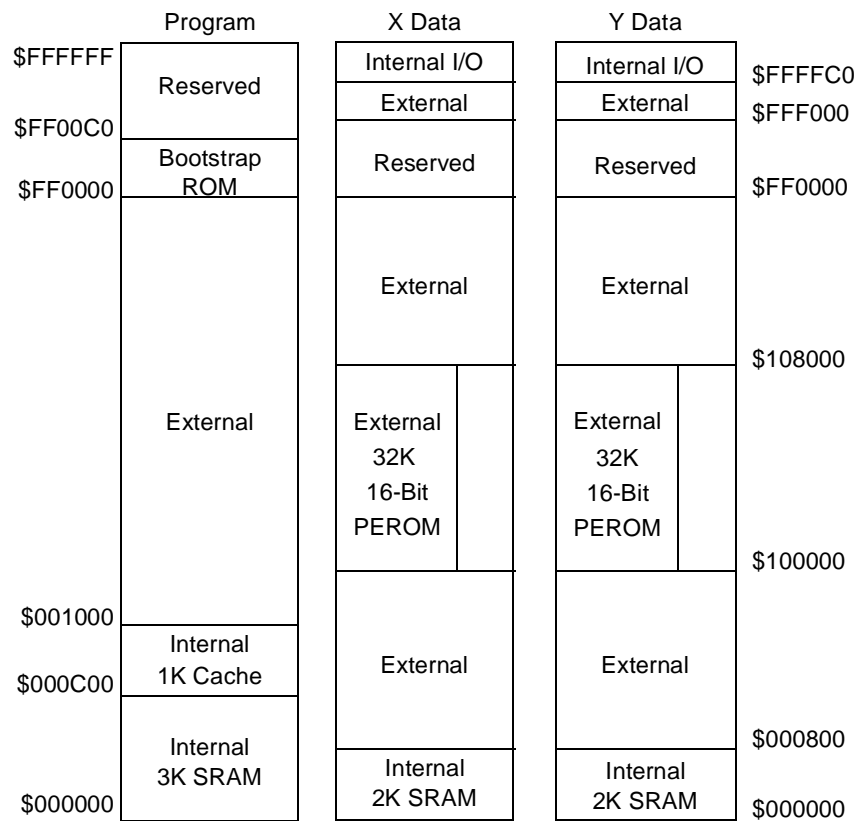 Program
X Data
Y Data
$FFFFFF
Reserved
$FF00C0
Bootstrap
ROM
$FF0000
External
$001000
Internal
1K Cache
$000C00
Internal
3K SRAM
$000000
Internal I/O
External
Reserved
External
External
32K
16-Bit
PEROM
External
Internal
2K SRAM
Internal I/O
$FFFFC0
External
$FFF000
Reserved
$FF0000
External
$108000
External
32K
16-Bit
PEROM
$100000
External
$000800
Internal
2K SRAM
$000000